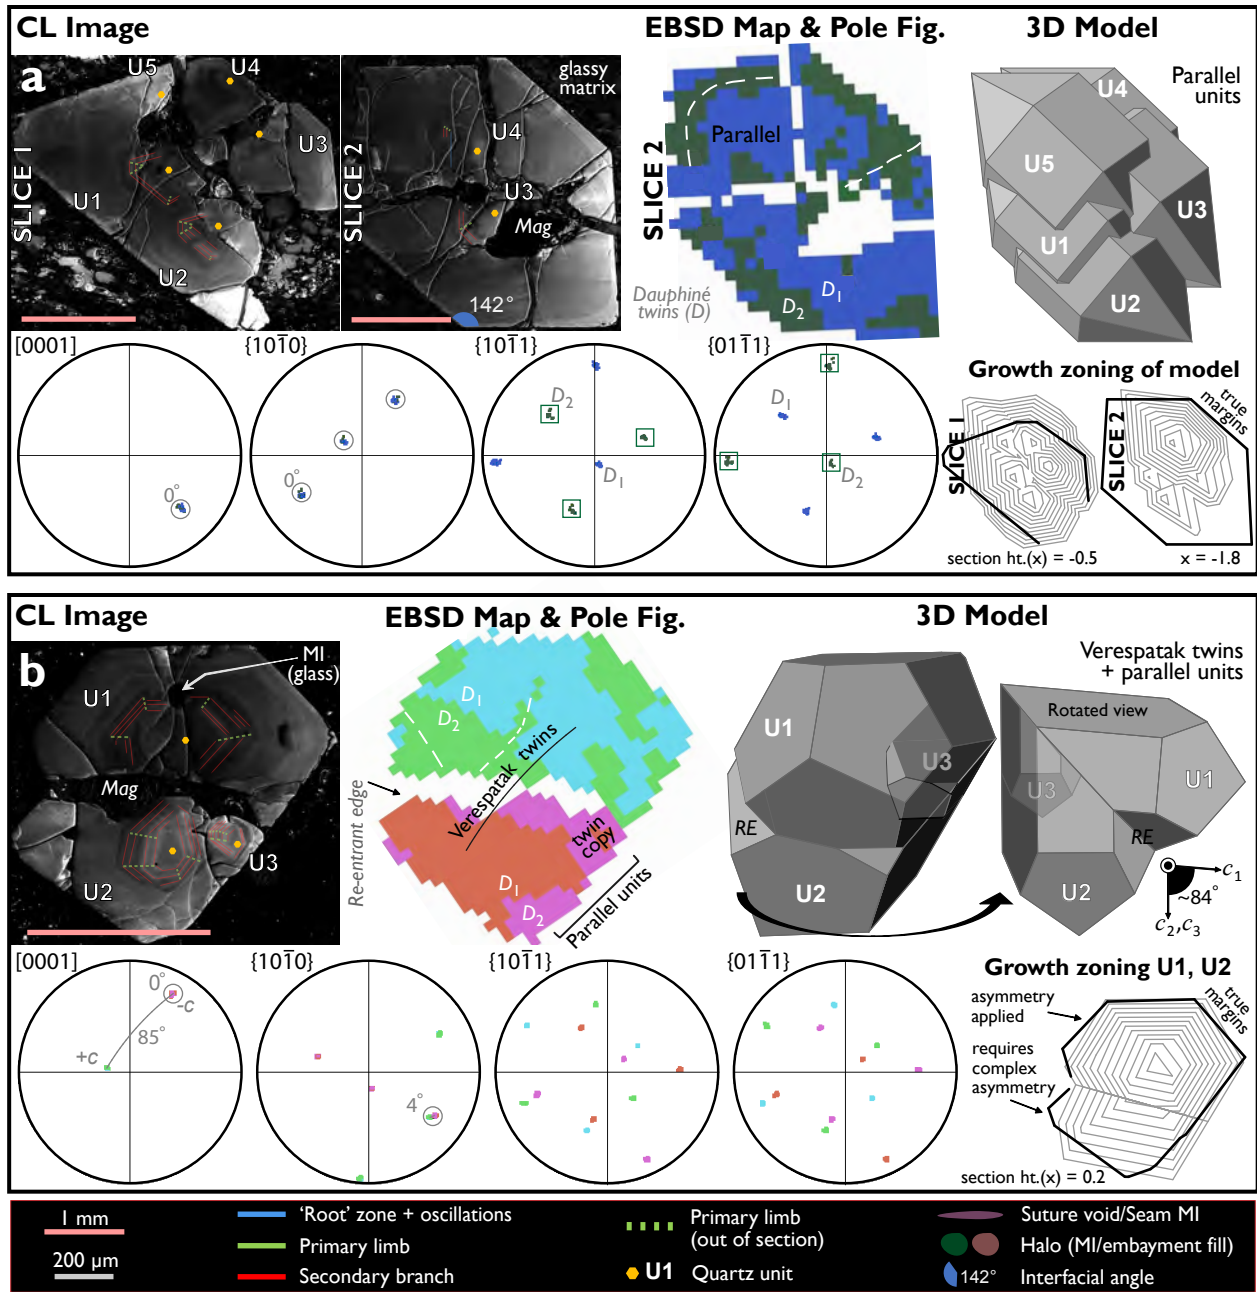 CL Image
EBSD Map & Pole Fig.
3D Model
a
SLICE 1
U5
U4
U3
U1
U2
SLICE 2
glassy
matrix
U4
U3
Mag
142°
SLICE 2
Parallel
Dauphiné
twins (D)
D1
D2
Parallel
units
U4
U5
U3
U1
U2
[0001]
0°
{101̄0}
0°
{101̄1}
D2
D1
{011̄1}
D1
D2
Growth zoning of model
SLICE 1
SLICE 2
true
margins
section ht.(x) = -0.5
x = -1.8
CL Image
EBSD Map & Pole Fig.
3D Model
b
MI
(glass)
U1
Mag
U2
U3
D1
D2
Verespatak twins
Re-entrant edge
twin
copy
D1
D2
Parallel units
Verespatak twins
+ parallel units
U1
U3
RE
U2
Rotated view
U1
U3
RE
U2
c1
~84°
c2,c3
[0001]
0°
-c
85°
+c
{101̄0}
4°
{101̄1}
{011̄1}
Growth zoning U1, U2
asymmetry
applied
true
margins
requires
complex
asymmetry
section ht.(x) = 0.2
1 mm
200 µm
‘Root’ zone + oscillations
Primary limb
Secondary branch
Primary limb
(out of section)
U1 Quartz unit
Suture void/Seam MI
Halo (MI/embayment fill)
142° Interfacial angle